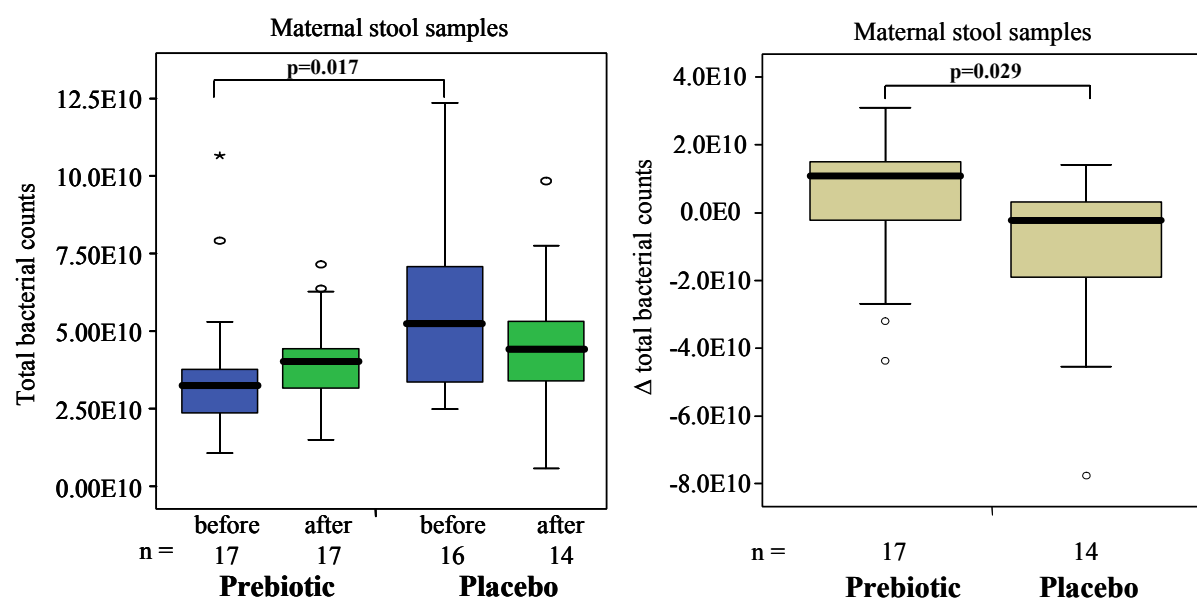 Maternal stool samples
p=0.017
Total bacterial counts
12.5E10
10.0E10
7.50E10
5.00E10
2.50E10
0.00E10
before after before after
n = 17 17 16 14
Prebiotic Placebo
Maternal stool samples
p=0.029
Δ total bacterial counts
4.0E10
2.0E10
0.0E0
-2.0E10
-4.0E10
-6.0E10
-8.0E10
n = 17 14
Prebiotic Placebo